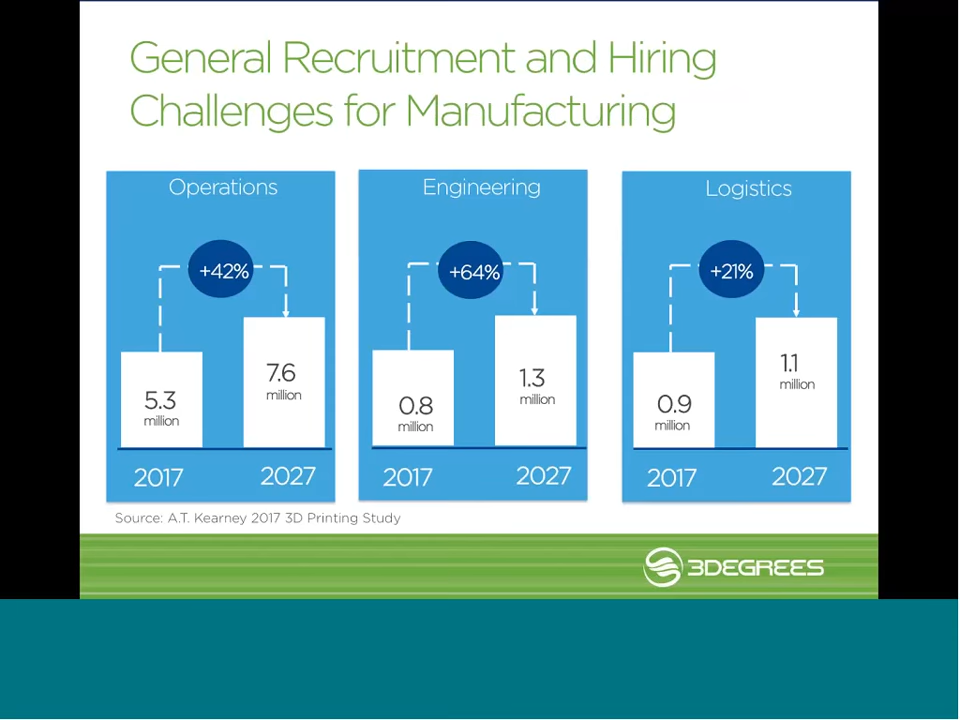 General Recruitment and Hiring
Challenges for Manufacturing
Operations
+42%
5.3
million
7.6
million
2017
2027
Engineering
+64%
0.8
million
1.3
million
2017
2027
Logistics
+21%
0.9
million
1.1
million
2017
2027
Source: A.T. Kearney 2017 3D Printing Study
3DEGREES